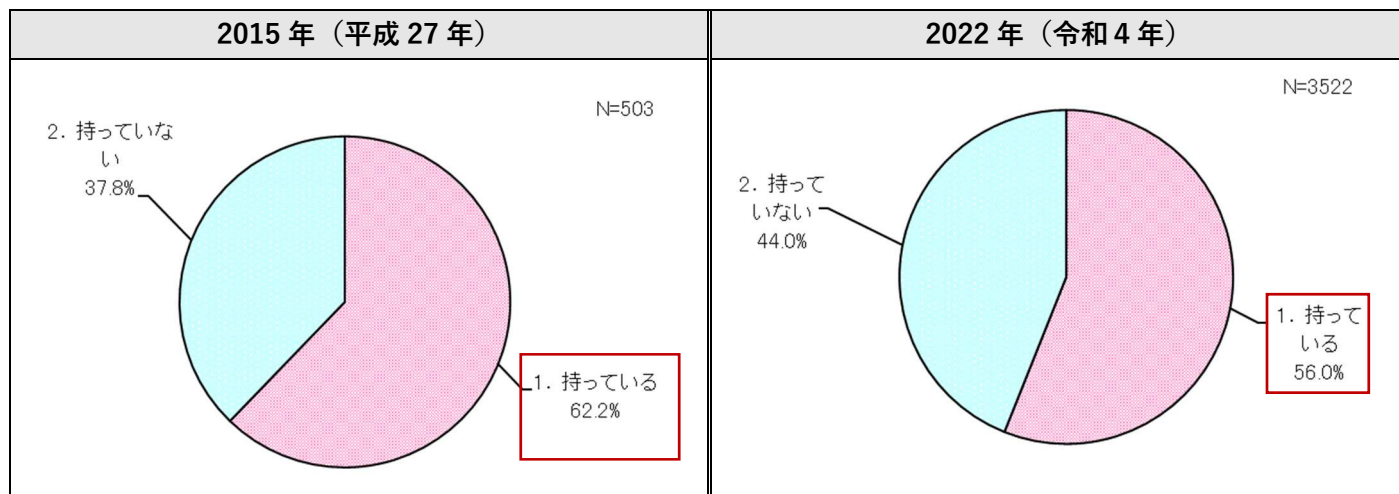 2015 年（平成 27 年）
2022 年（令和４年）
N=503
2. 持っていな
い
37.8%
1. 持っている
62.2%
N=3522
2. 持って
いない
44.0%
1. 持って
いる
56.0%